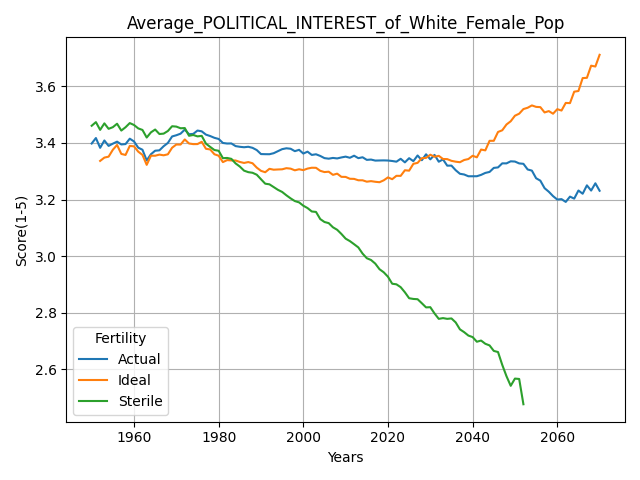 Average_POLITICAL_INTEREST_of_White_Female_Pop
Score(1-5)
3.6
3.4
3.2
3.0
2.8
2.6
Fertility
Actual
Ideal
Sterile
1960 1980 2000 2020 2040 2060
Years